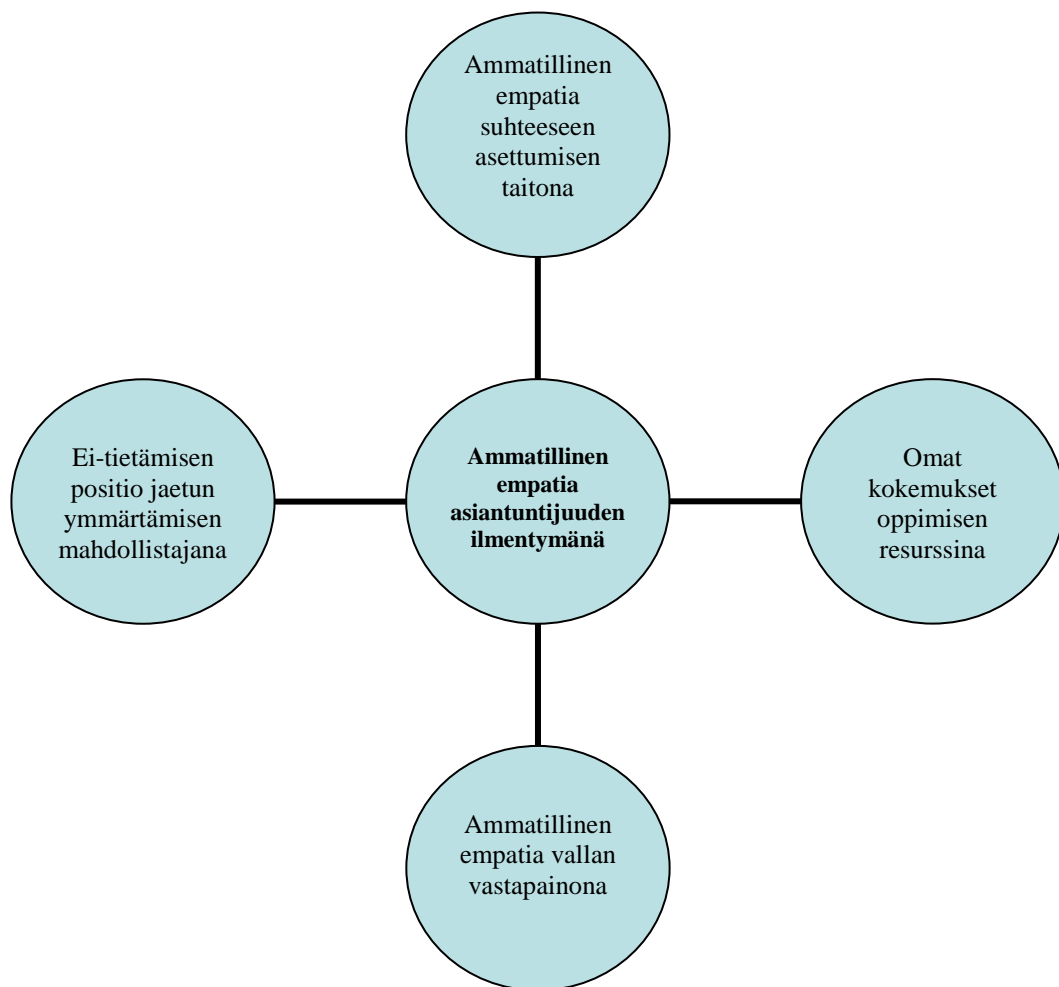 Ammatillinen
empatia
suhteeseen
asettumisen
taitona
Ei-tietämisen
positio jaetun
ymmärtämisen
mahdollistajana
Ammatillinen
empatia
asiantuntijuuden
ilmentymänä
Omat
kokemukset
oppimisen
resurssina
Ammatillinen
empatia vallan
vastapainona